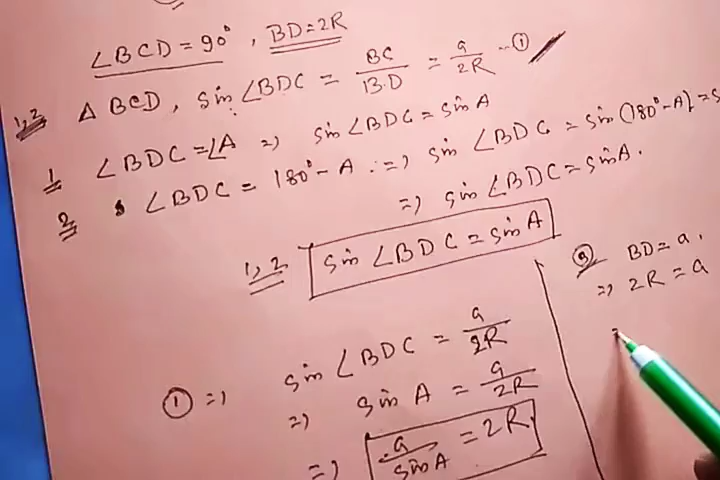 ∠BCD = 90°, BD = 2R
1,2 Δ BCD, sin ∠BDC = BC/B.D = a/2R --①
1 ∠BDC = ∠A => sin ∠BDC = sin A
2 ∠BDC = 180° - A ∴ => sin ∠BDC = sin(180° - A) = s
=> sin ∠BDC = sin A.
1,2 sin ∠BDC = sin A
① => sin ∠BDC = a/2R
=> sin A = a/2R
=> a/sin A = 2R
③ BD = a.
=> 2R = a
=